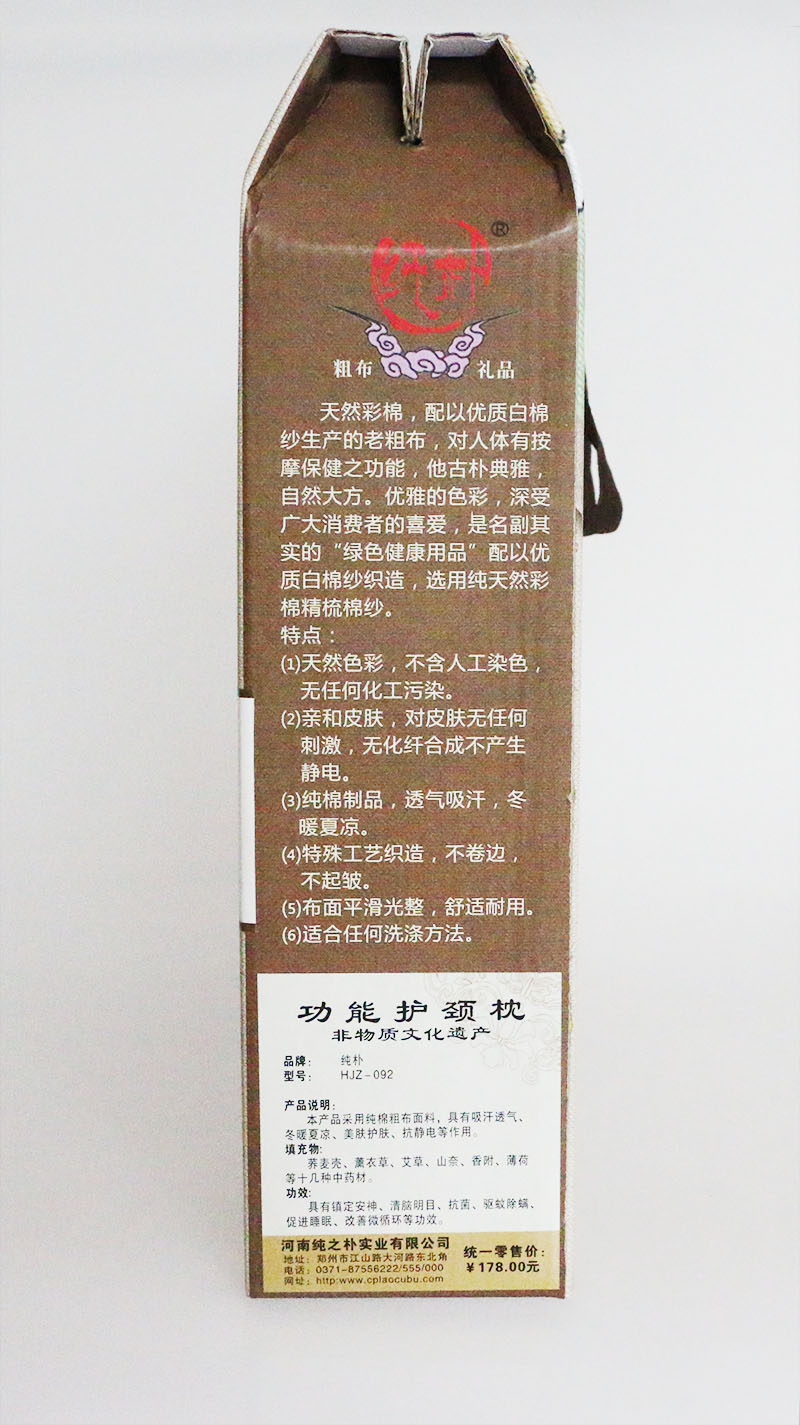 纯朴®
粗布 礼品
天然彩棉，配以优质白棉
纱生产的老粗布，对人体有按
摩保健之功能，他古朴典雅，
自然大方。优雅的色彩，深受
广大消费者的喜爱，是名副其
实的“绿色健康用品”配以优
质白棉纱织造，选用纯天然彩
棉精梳棉纱。
特点：
(1)天然色彩，不含人工染色，
无任何化工污染。
(2)亲和皮肤，对皮肤无任何
刺激，无化纤合成不产生
静电。
(3)纯棉制品，透气吸汗，冬
暖夏凉。
(4)特殊工艺织造，不卷边，
不起皱。
(5)布面平滑光整，舒适耐用。
(6)适合任何洗涤方法。
功能护颈枕
非物质文化遗产
品牌： 纯朴
型号： HJZ-092
产品说明：
本产品采用纯棉粗布面料，具有吸汗透气、
冬暖夏凉、美肤护肤、抗静电等作用。
填充物：
荞麦壳、薰衣草、艾草、山奈、香附、薄荷
等十几种中药材。
功效：
具有镇定安神、清脑明目、抗菌、驱蚊除螨、
促进睡眠、改善微循环等功效。
河南纯之朴实业有限公司
地址：郑州市江山路大河路东北角
电话：0371-87556222/555/000
网址：http:www.cplaocubu.com
统一零售价：
￥178.00元